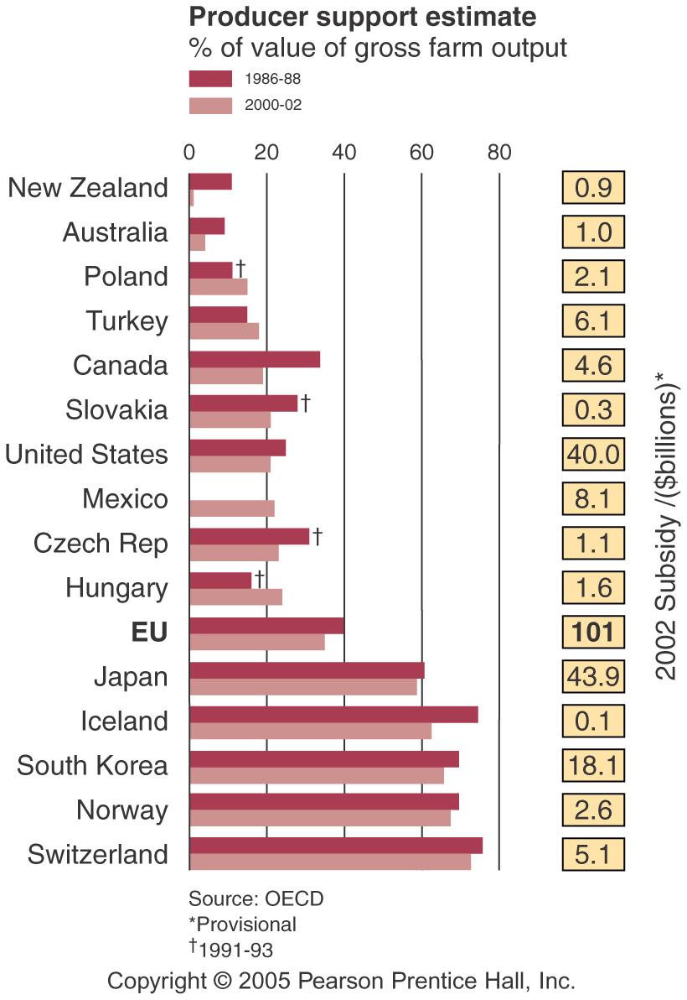 Producer support estimate
% of value of gross farm output
1986-88
2000-02
0 20 40 60 80
New Zealand 0.9
Australia 1.0
Poland † 2.1
Turkey 6.1
Canada 4.6
Slovakia † 0.3
United States 40.0
Mexico 8.1
Czech Rep † 1.1
Hungary † 1.6
EU 101
Japan 43.9
Iceland 0.1
South Korea 18.1
Norway 2.6
Switzerland 5.1
2002 Subsidy /($billions)*
Source: OECD
*Provisional
†1991-93
Copyright © 2005 Pearson Prentice Hall, Inc.